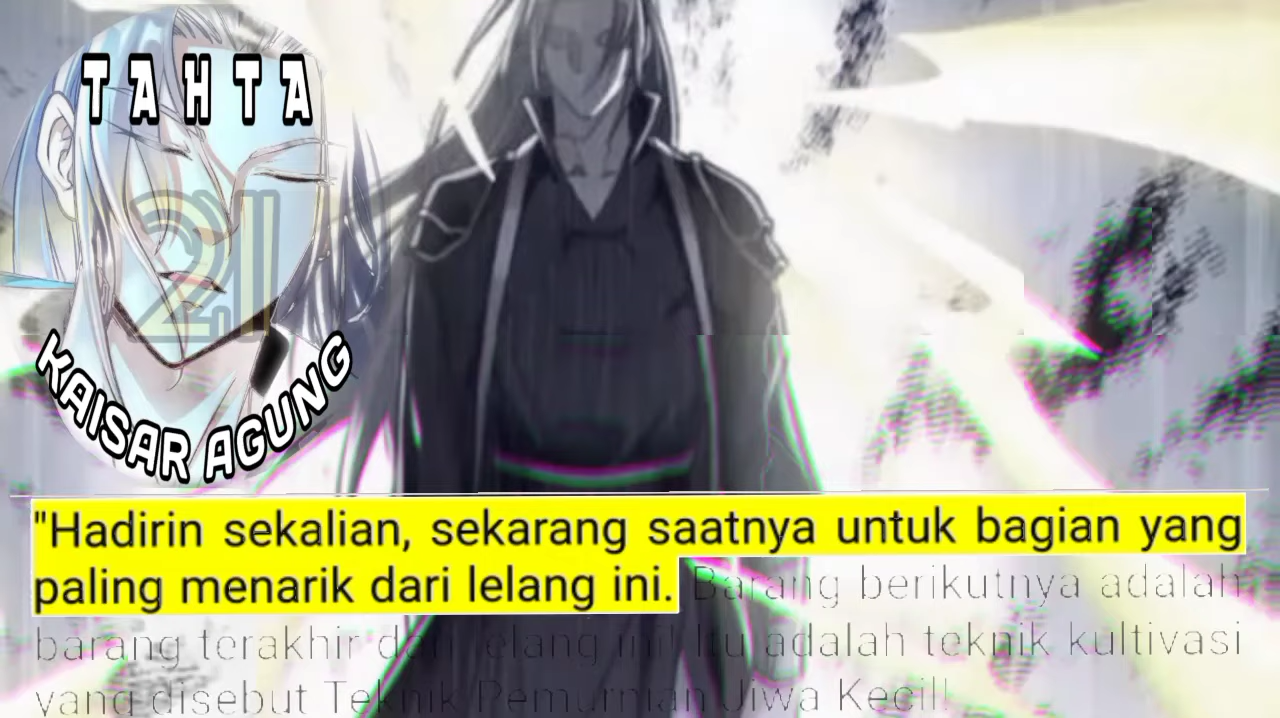 TAHTA
21
KAISAR AGUNG
"Hadirin sekalian, sekarang saatnya untuk bagian yang
paling menarik dari lelang ini. Barang berikutnya adalah
barang terakhir dari lelang ini! Itu adalah teknik kultivasi
yang disebut Teknik Pemurnian Jiwa Kecil!